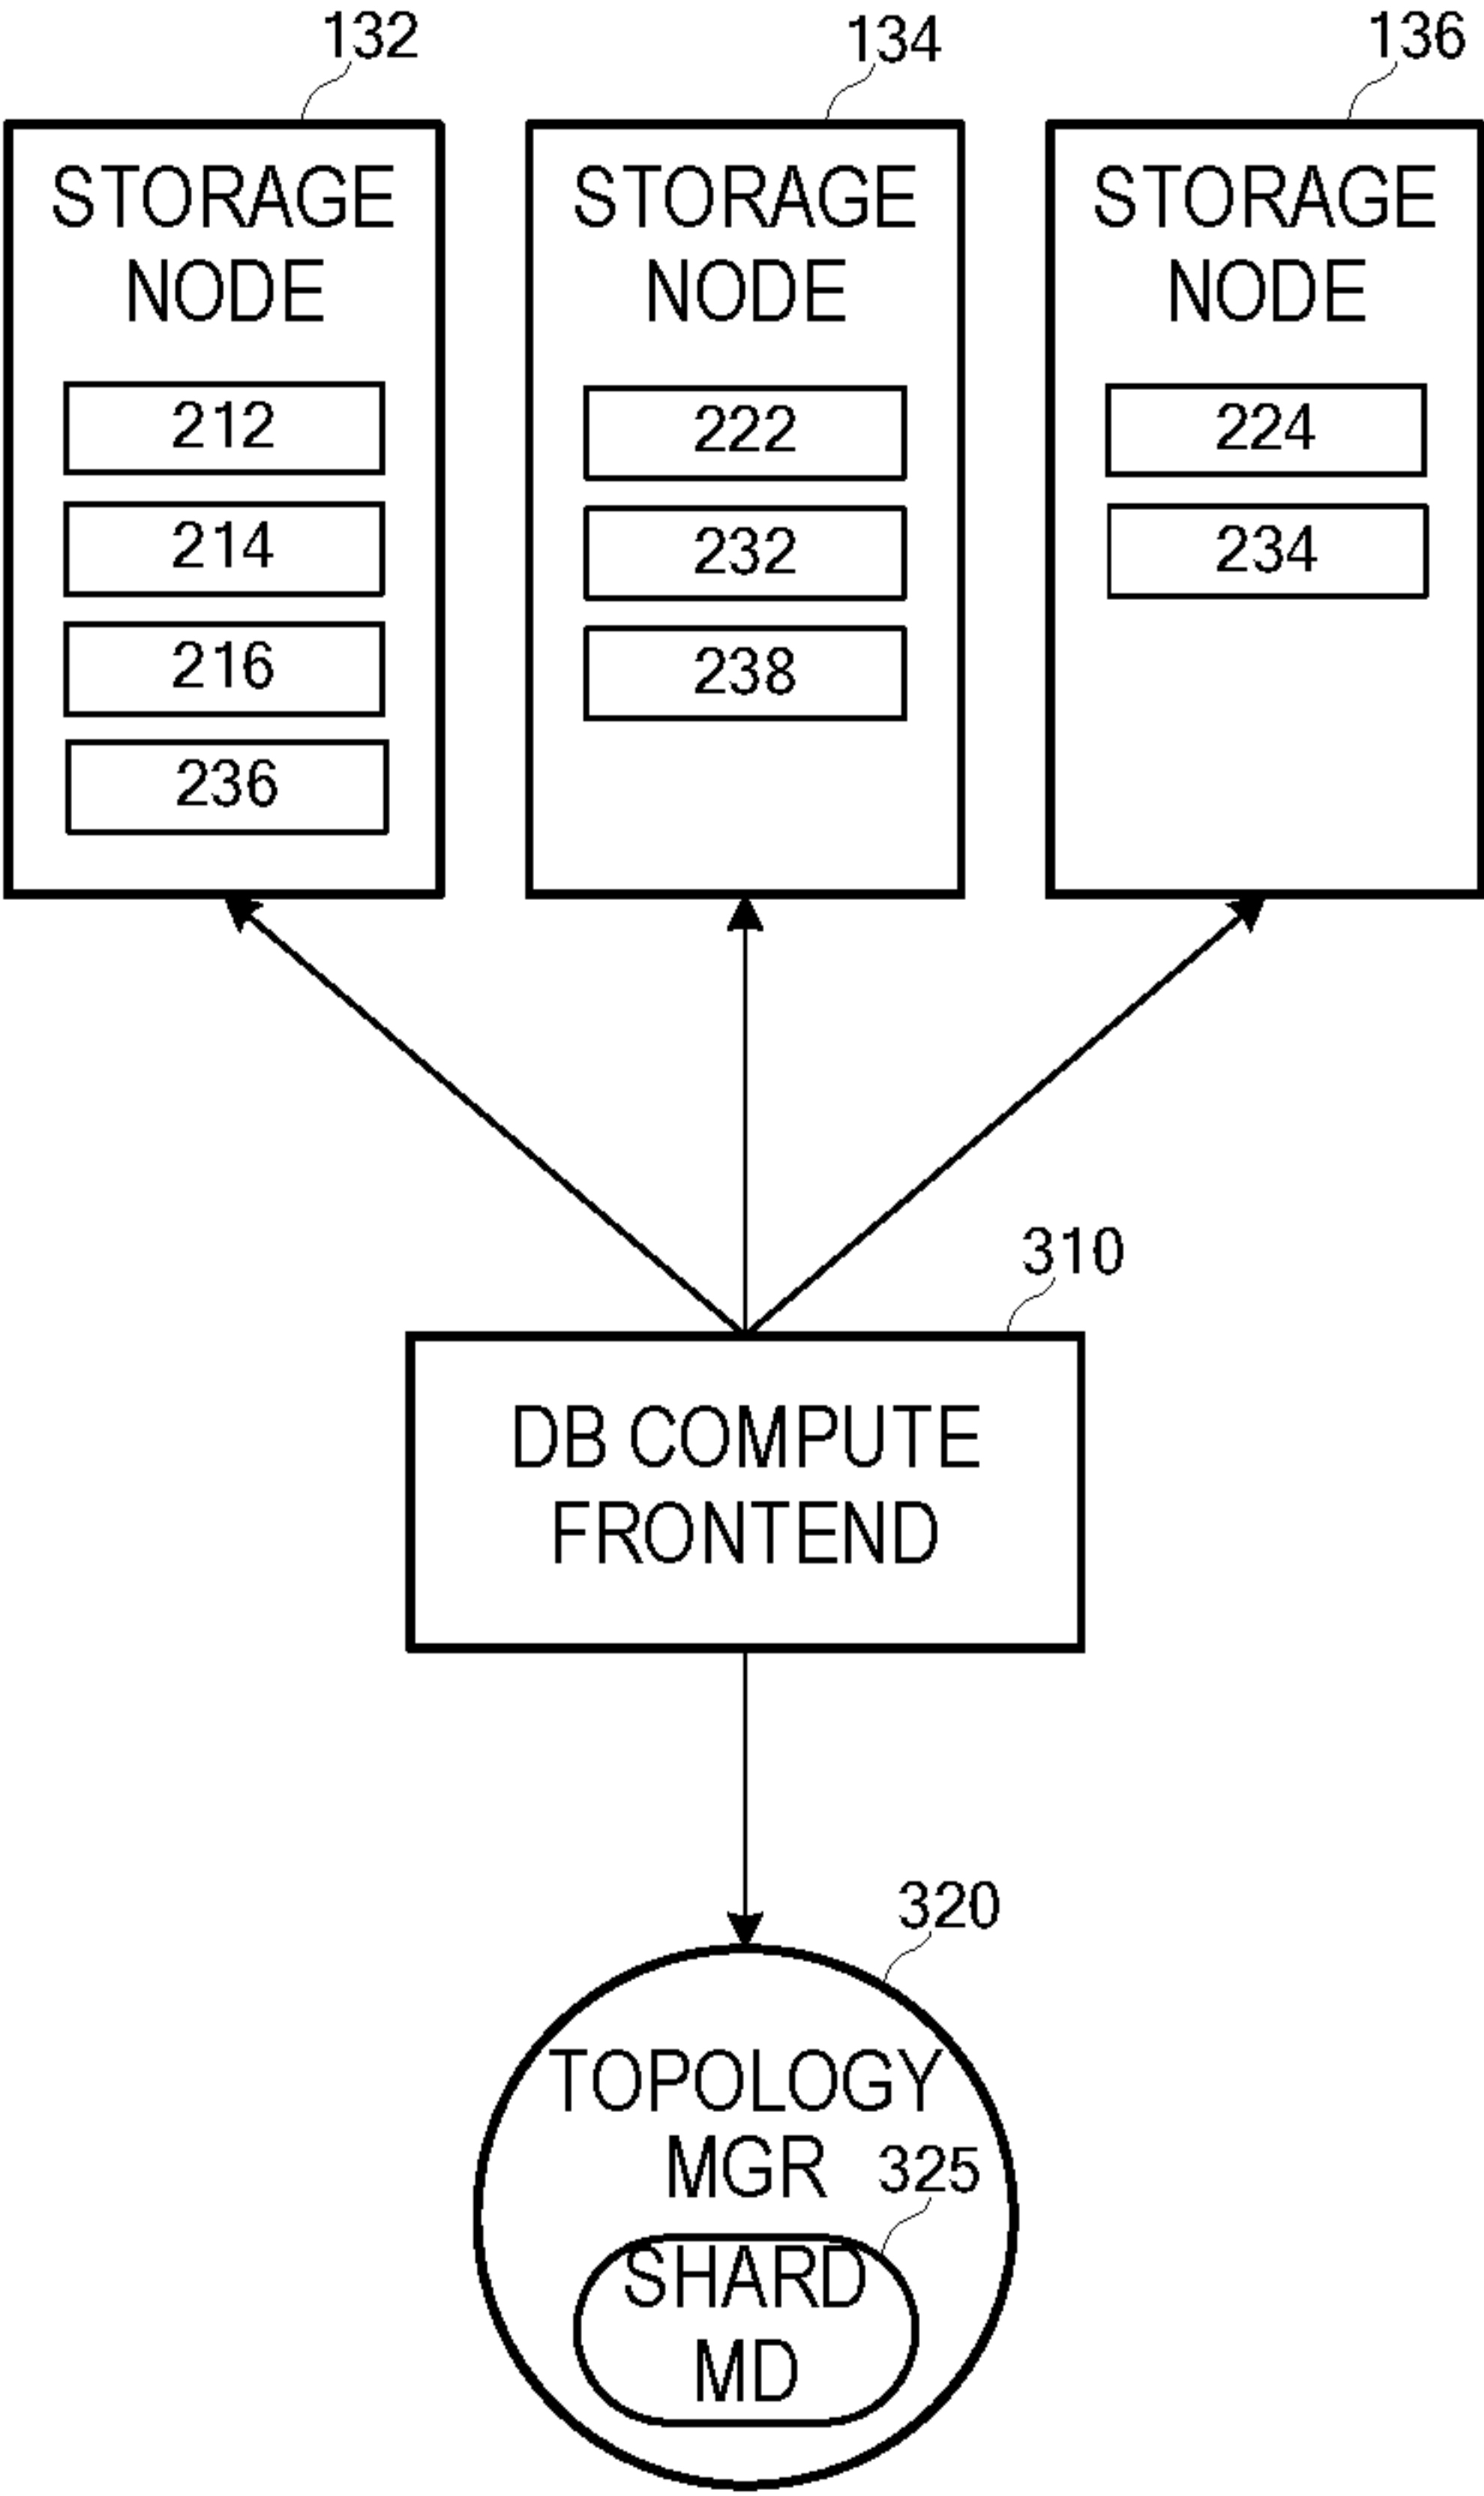 132
134
136
STORAGE
NODE
212
214
216
236
STORAGE
NODE
222
232
238
STORAGE
NODE
224
234
310
DB COMPUTE
FRONTEND
320
TOPOLOGY
MGR
325
SHARD
MD